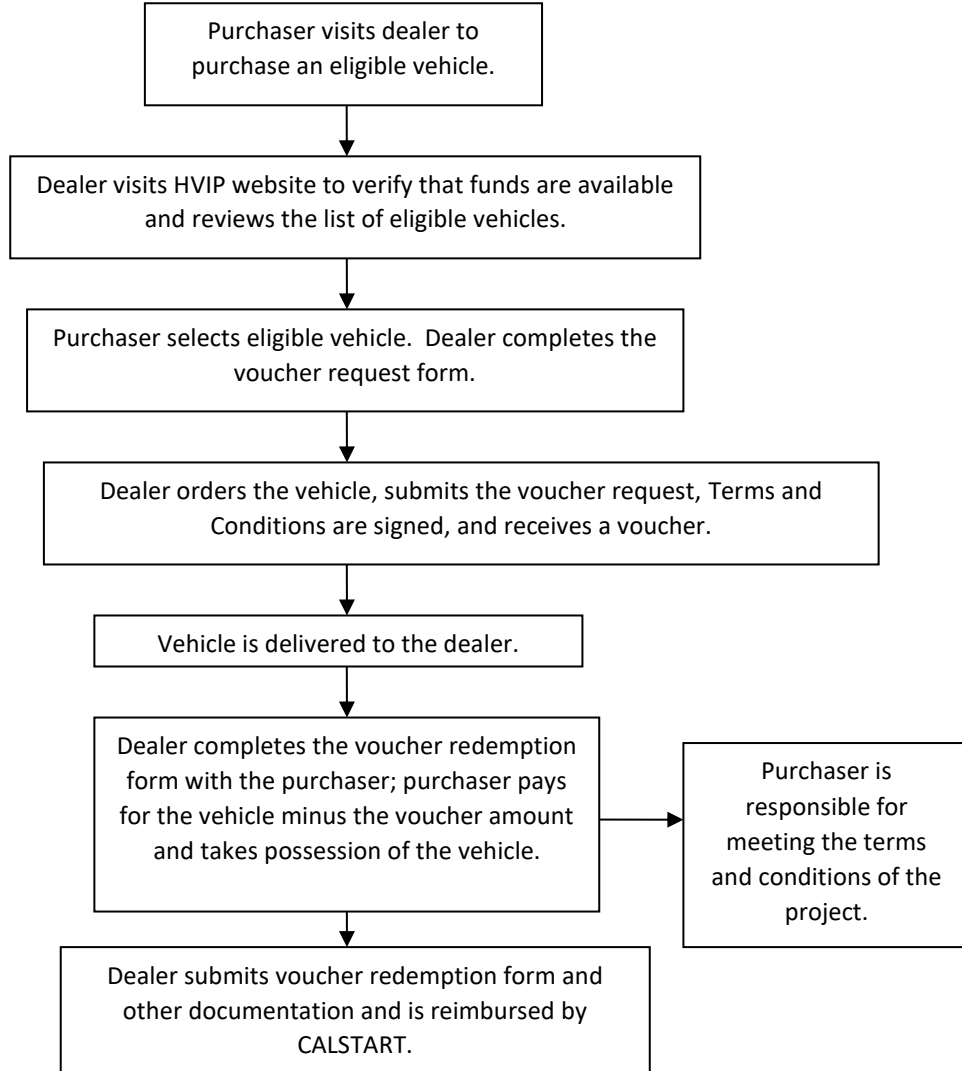 Purchaser visits dealer to
purchase an eligible vehicle.
Dealer visits HVIP website to verify that funds are available
and reviews the list of eligible vehicles.
Purchaser selects eligible vehicle.  Dealer completes the
voucher request form.
Dealer orders the vehicle, submits the voucher request, Terms and
Conditions are signed, and receives a voucher.
Vehicle is delivered to the dealer.
Dealer completes the voucher redemption
form with the purchaser; purchaser pays
for the vehicle minus the voucher amount
and takes possession of the vehicle.
Purchaser is
responsible for
meeting the terms
and conditions of the
project.
Dealer submits voucher redemption form and
other documentation and is reimbursed by
CALSTART.